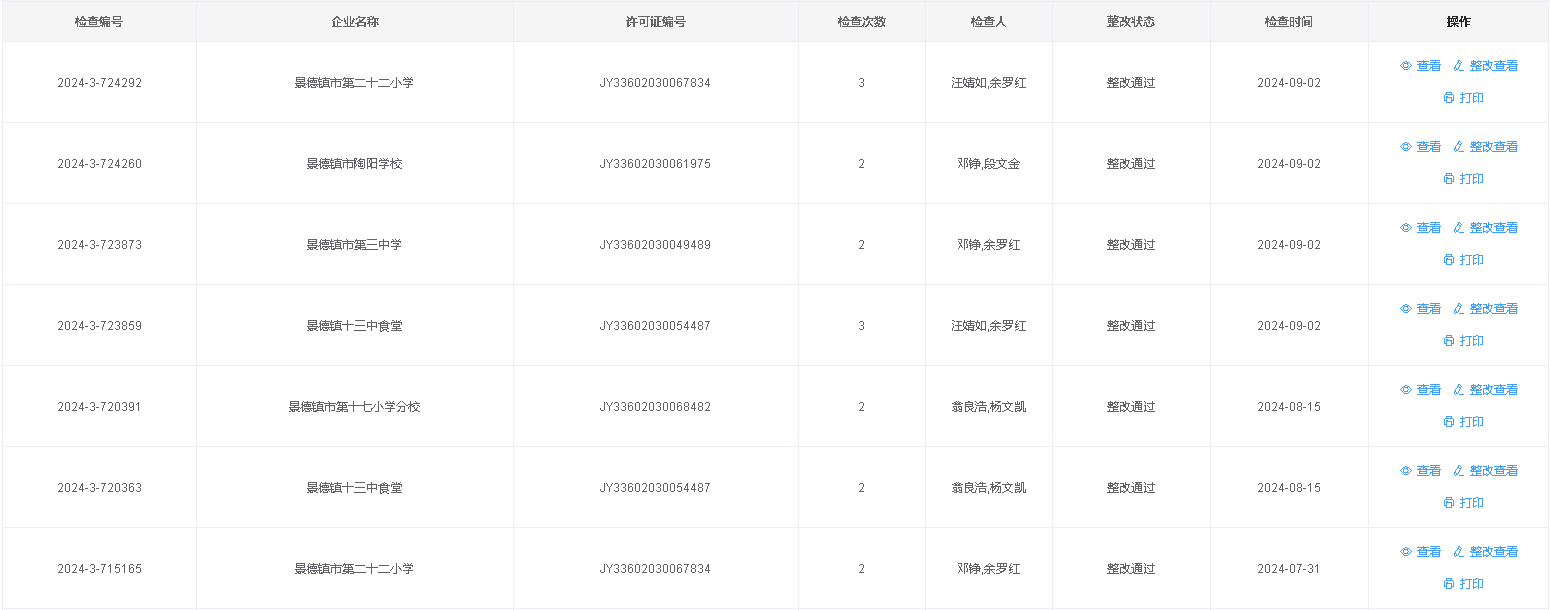 检查编号 企业名称 许可证编号 检查次数 检查人 整改状态 检查时间 操作
2024-3-724292 景德镇市第二十二小学 JY33602030067834 3 汪婧如,余罗红 整改通过 2024-09-02 查看 整改查看
打印
2024-3-724260 景德镇市陶阳学校 JY33602030061975 2 邓铮,段文金 整改通过 2024-09-02 查看 整改查看
打印
2024-3-723873 景德镇市第三中学 JY33602030049489 2 邓铮,余罗红 整改通过 2024-09-02 查看 整改查看
打印
2024-3-723859 景德镇十三中食堂 JY33602030054487 3 汪婧如,余罗红 整改通过 2024-09-02 查看 整改查看
打印
2024-3-720391 景德镇市第十七小学分校 JY33602030068482 2 翁良浩,杨文凯 整改通过 2024-08-15 查看 整改查看
打印
2024-3-720363 景德镇十三中食堂 JY33602030054487 2 翁良浩,杨文凯 整改通过 2024-08-15 查看 整改查看
打印
2024-3-715165 景德镇市第二十二小学 JY33602030067834 2 邓铮,余罗红 整改通过 2024-07-31 查看 整改查看
打印